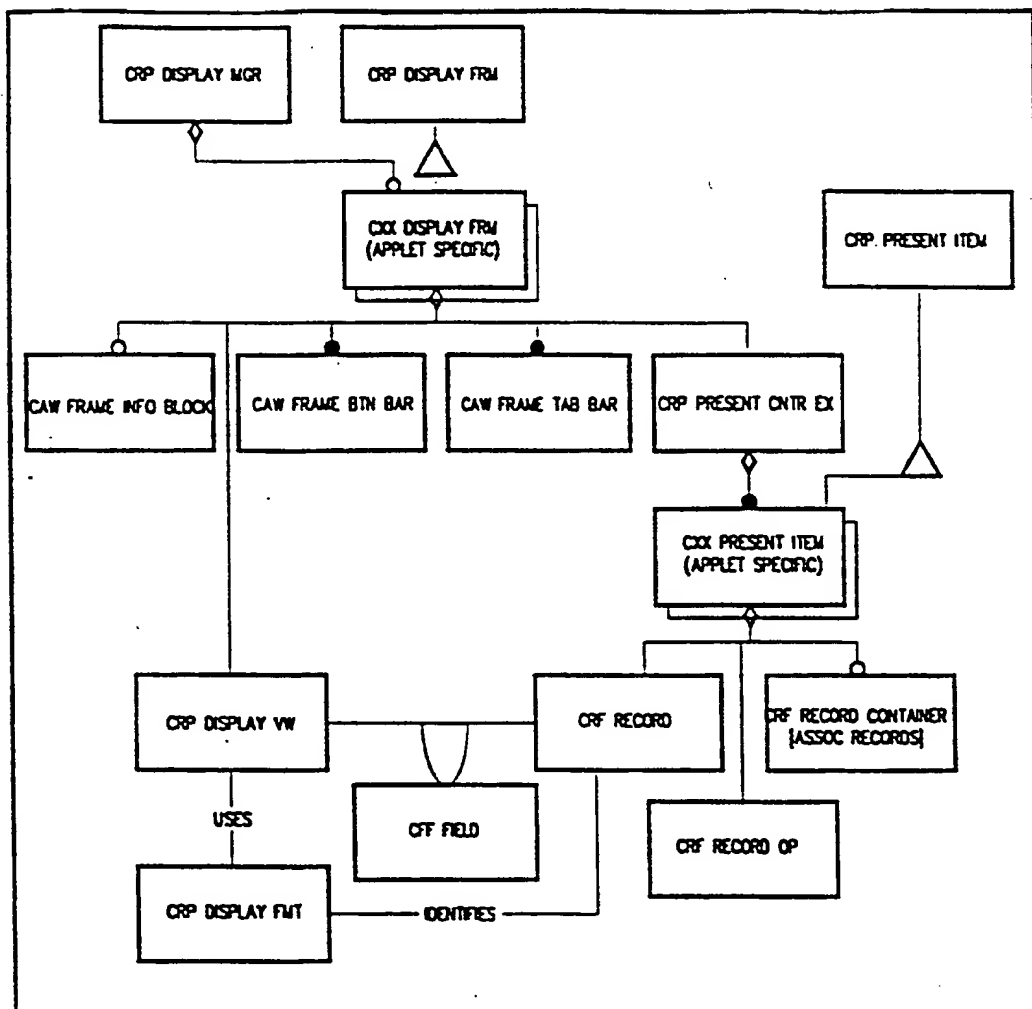 CRP DISPLAY MGR
CRP DISPLAY FRM
CXX DISPLAY FRM
(APPLET SPECIFIC)
CRP. PRESENT ITEM
CAW FRAME INFO BLOCK
CAW FRAME BTN BAR
CAW FRAME TAB BAR
CRP PRESENT CNTR EX
CXX PRESENT ITEM
(APPLET SPECIFIC)
CRP DISPLAY VW
CRF RECORD
CRF RECORD CONTAINER
[ASSOC RECORDS]
USES
CFF FIELD
CRF RECORD OP
CRP DISPLAY FMT
IDENTIFIES